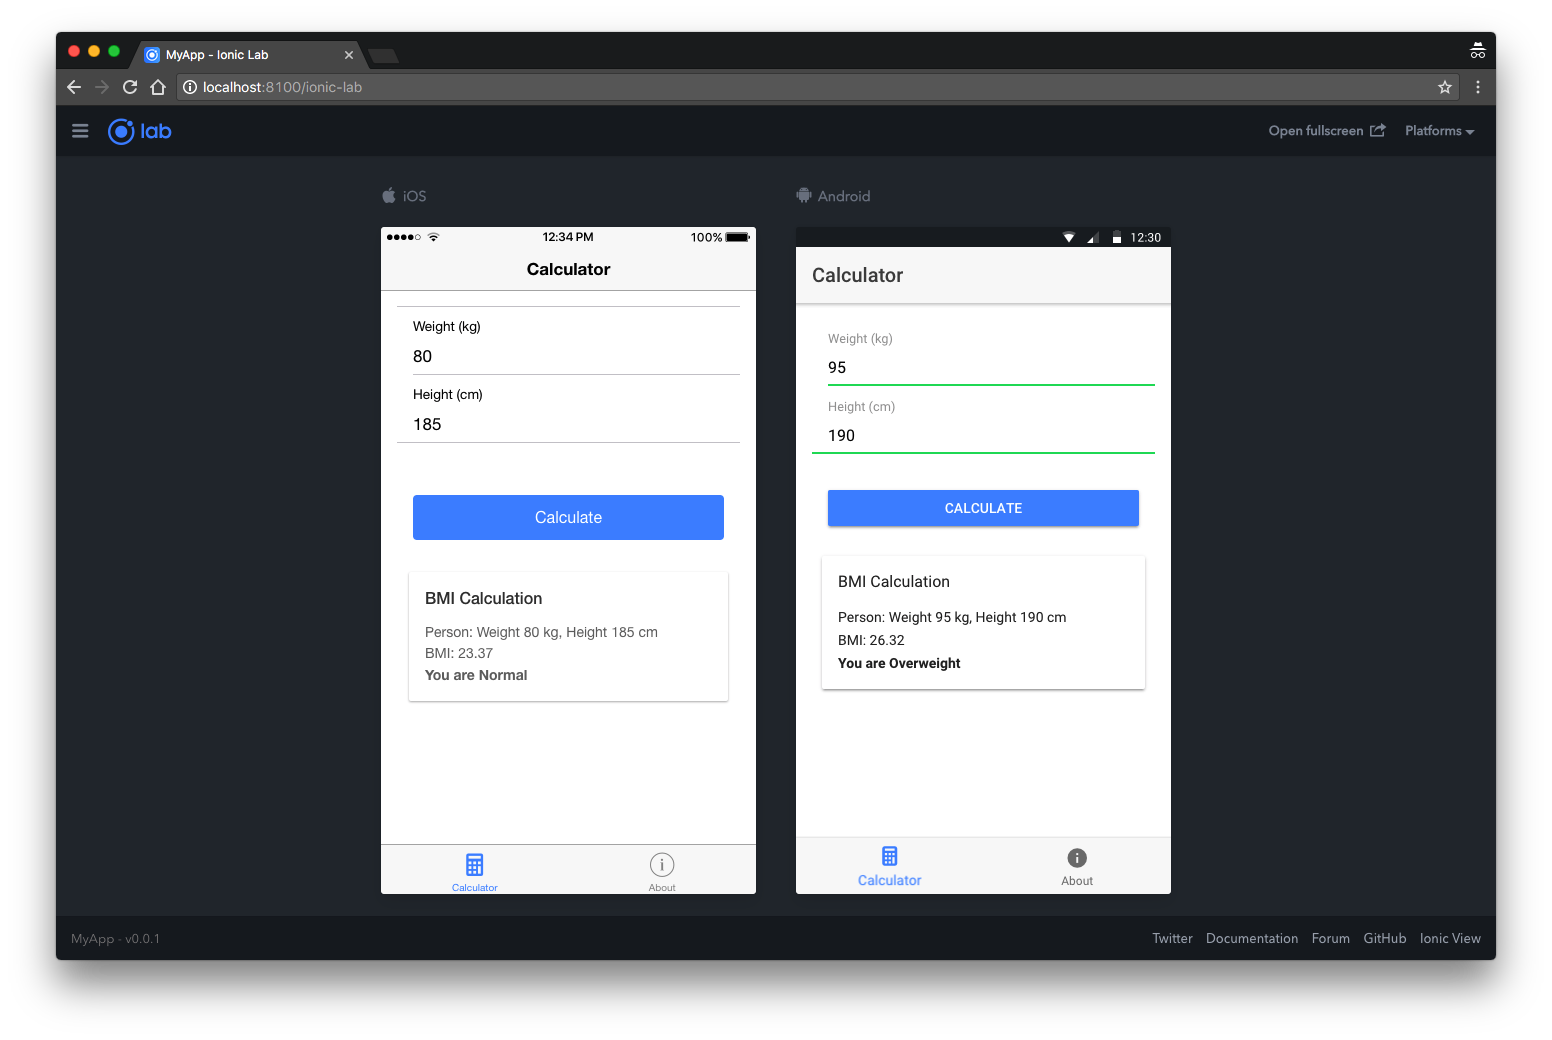 MyApp - Ionic Lab
localhost:8100/ionic-lab
lab
Open fullscreen
Platforms
iOS
12:34 PM
100%
Calculator
Weight (kg)
80
Height (cm)
185
Calculate
BMI Calculation
Person: Weight 80 kg, Height 185 cm
BMI: 23.37
You are Normal
Calculator
About
Android
12:30
Calculator
Weight (kg)
95
Height (cm)
190
CALCULATE
BMI Calculation
Person: Weight 95 kg, Height 190 cm
BMI: 26.32
You are Overweight
Calculator
About
MyApp - v0.0.1
Twitter Documentation Forum GitHub Ionic View